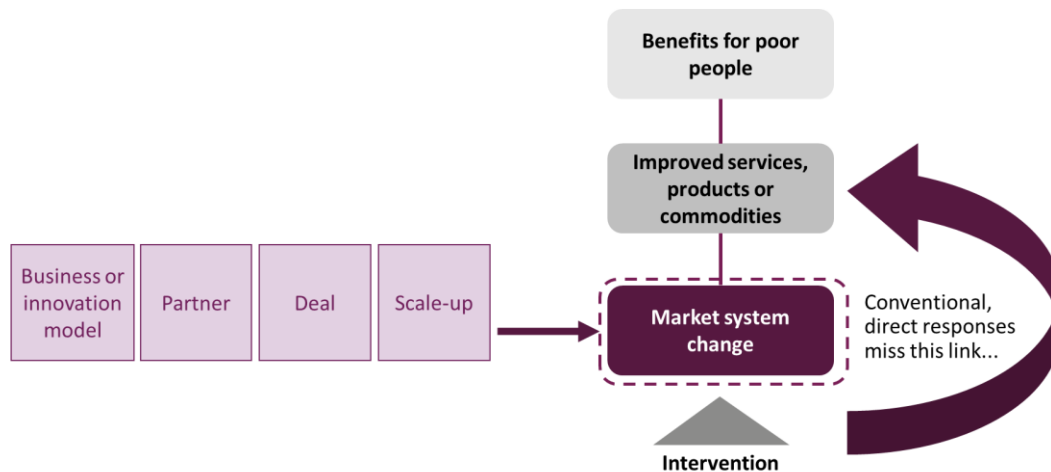 Benefits for poor
people
Improved services,
products or
commodities
Business or
innovation
model
Partner
Deal
Scale-up
Market system
change
Conventional,
direct responses
miss this link...
Intervention